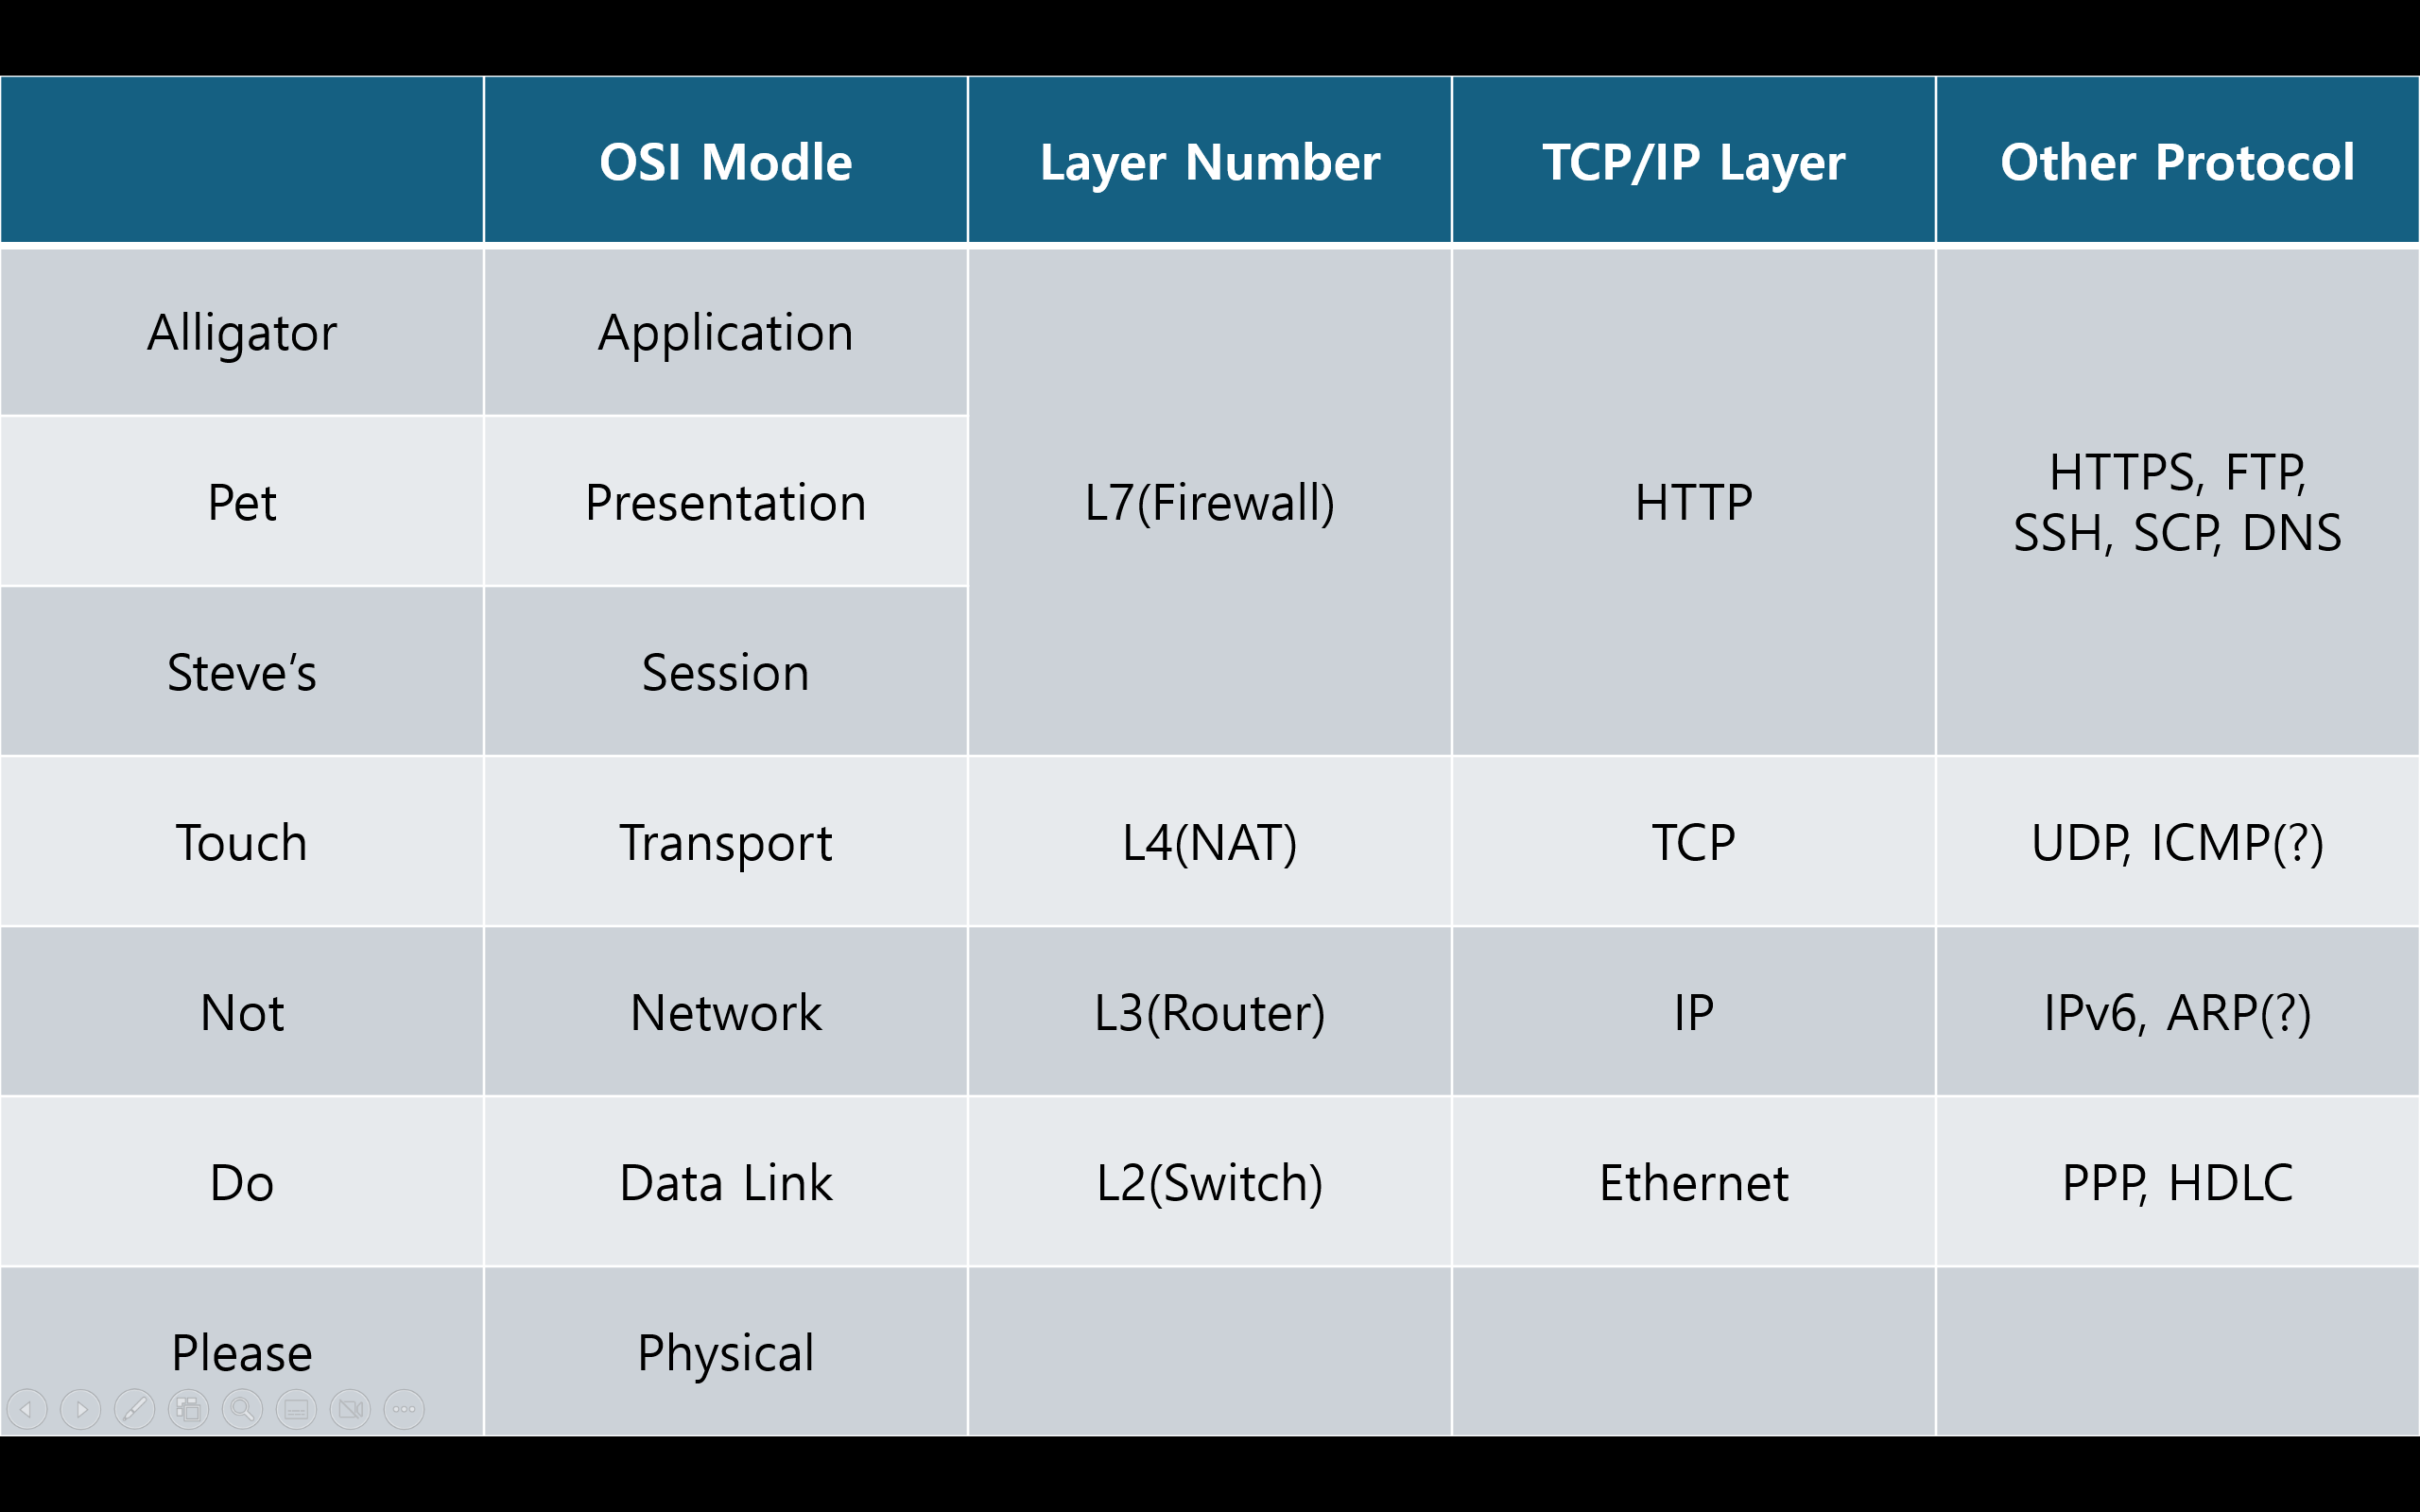 OSI Modle Layer Number TCP/IP Layer Other Protocol
Alligator Application
Pet Presentation L7(Firewall) HTTP HTTPS, FTP,
SSH, SCP, DNS
Steve’s Session
Touch Transport L4(NAT) TCP UDP, ICMP(?)
Not Network L3(Router) IP IPv6, ARP(?)
Do Data Link L2(Switch) Ethernet PPP, HDLC
Please Physical